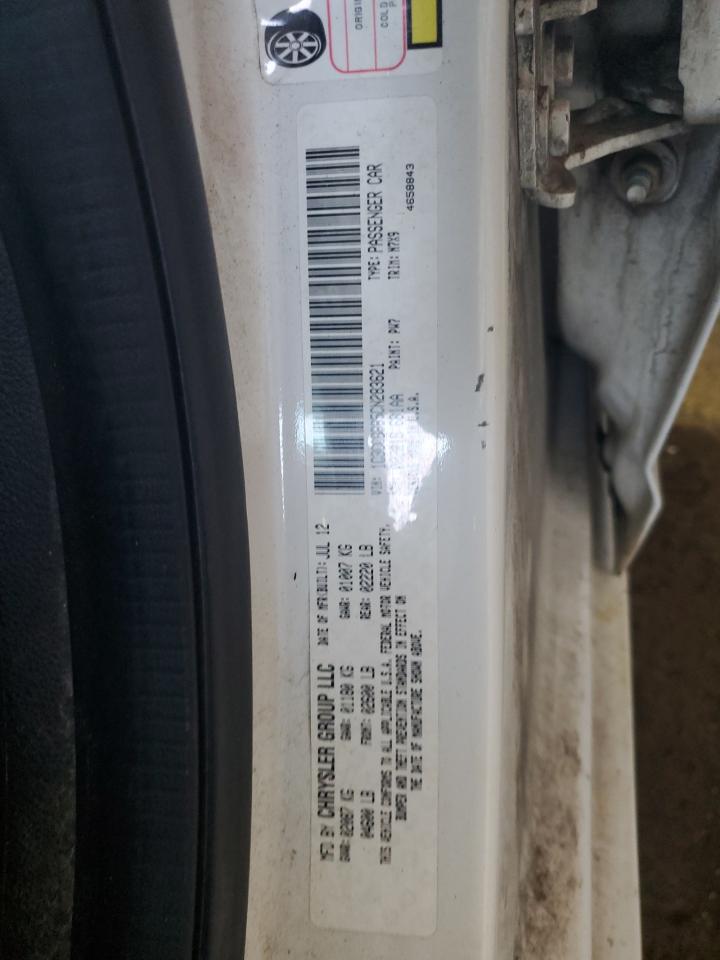 MFD BY CHRYSLER GROUP LLC DATE OF MFR(BUILT): JUL 12
GVWR: 02087 KG GAWR: 01180 KG GAWR: 01007 KG
04600 LB FRONT: 02600 LB REAR: 02220 LB
THIS VEHICLE CONFORMS TO ALL APPLICABLE U.S.A. FEDERAL MOTOR VEHICLE SAFETY,
BUMPER AND THEFT PREVENTION STANDARDS IN EFFECT ON
THE DATE OF MANUFACTURE SHOWN ABOVE.
VIN: TYPE: PASSENGER CAR
PAINT: PW7 TRIM: M7X9
U.S.A.
4658843
COLD